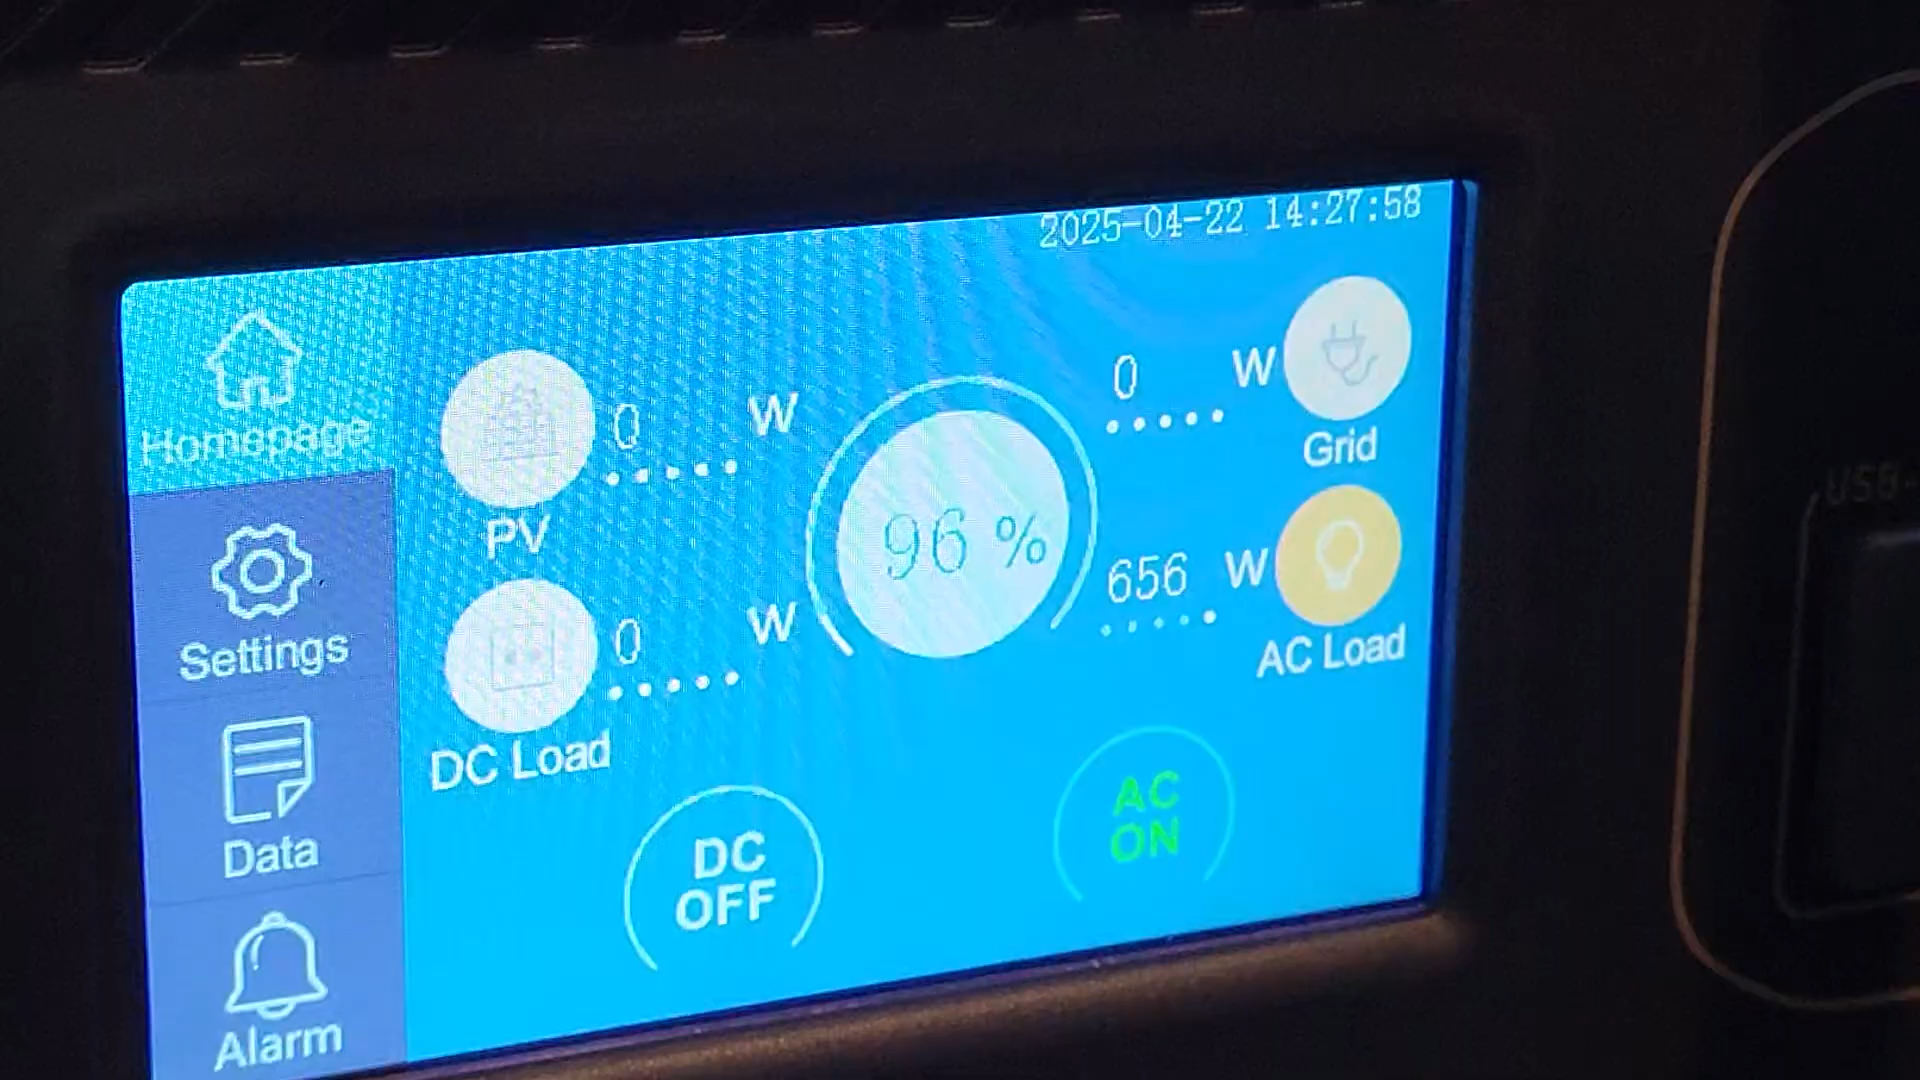 2025-04-22 14:27:58
Homepage
Settings
Data
Alarm
0 W
PV
0 W
DC Load
96 %
0 W
Grid
656 W
AC Load
DC
OFF
AC
ON
USB-